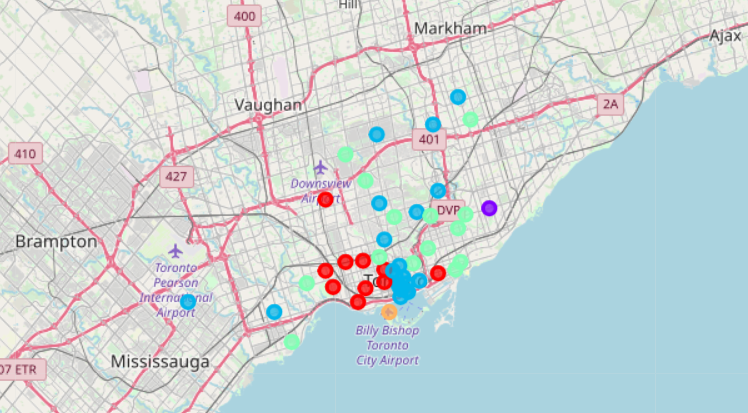 400
Hill
Markham
Ajax
Vaughan
2A
401
410
427
Downsview
Airport
DVP
Brampton
Toronto
Pearson
International
Airport
To
Billy Bishop
Toronto
City Airport
Mississauga
07 ETR